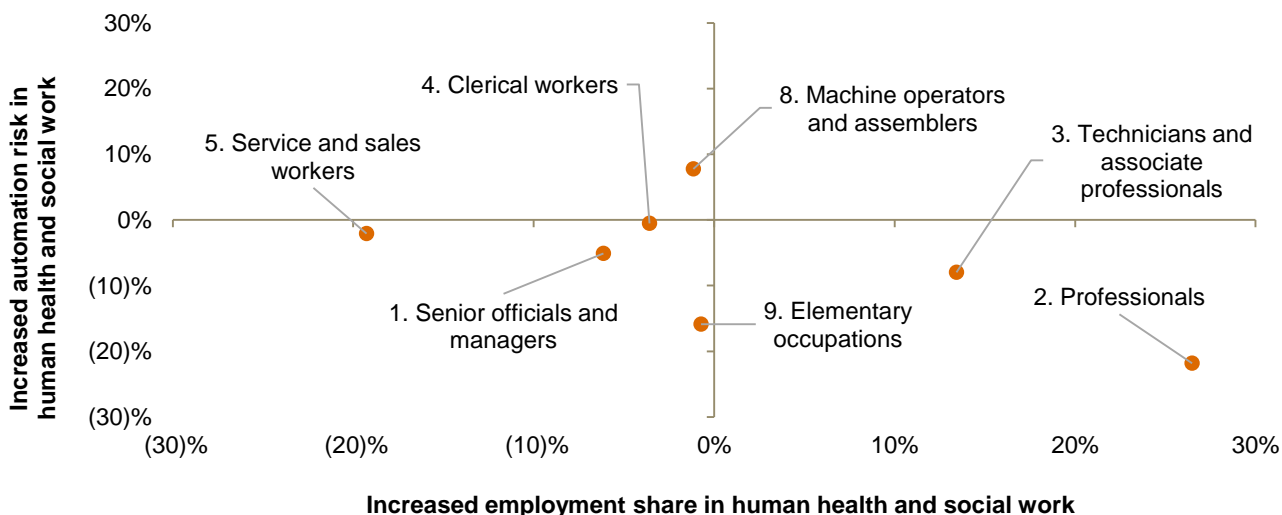 Increased automation risk in
human health and social work
30%
20%
10%
0%
(10)%
(20)%
(30)%
4. Clerical workers
8. Machine operators
and assemblers
5. Service and sales
workers
3. Technicians and
associate
professionals
1. Senior officials and
managers
9. Elementary
occupations
2. Professionals
(30)%
(20)%
(10)%
0%
10%
20%
30%
Increased employment share in human health and social work